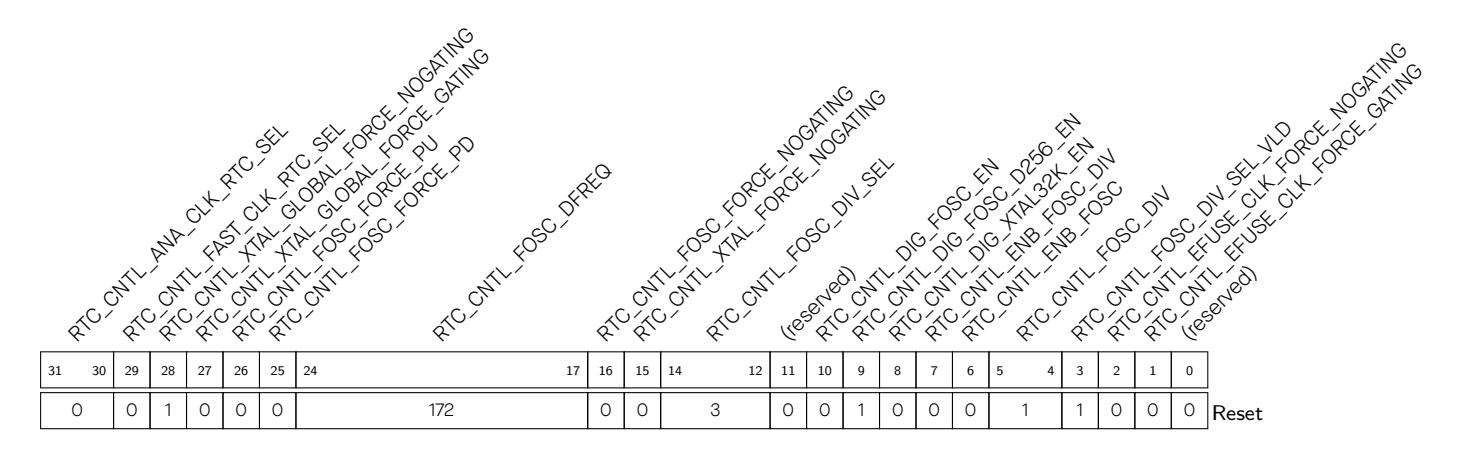 RTC_CNTL_ANA_CLK_RTC_SEL
RTC_CNTL_FAST_CLK_RTC_SEL
RTC_CNTL_XTAL_GLOBAL_FORCE_NOGATING
RTC_CNTL_XTAL_GLOBAL_FORCE_GATING
RTC_CNTL_FOSC_FORCE_PU
RTC_CNTL_FOSC_FORCE_PD
RTC_CNTL_FOSC_DFREQ
RTC_CNTL_FOSC_FORCE_NOGATING
RTC_CNTL_XTAL_FORCE_NOGATING
RTC_CNTL_FOSC_DIV_SEL
(reserved)
RTC_CNTL_DIG_FOSC_EN
RTC_CNTL_DIG_FOSC_D256_EN
RTC_CNTL_DIG_XTAL32K_EN
RTC_CNTL_ENB_FOSC_DIV
RTC_CNTL_ENB_FOSC
RTC_CNTL_FOSC_DIV
RTC_CNTL_FOSC_DIV_SEL_VLD
RTC_CNTL_EFUSE_CLK_FORCE_NOGATING
RTC_CNTL_EFUSE_CLK_FORCE_GATING
(reserved)
31 30 29 28 27 26 25 24 17 16 15 14 12 11 10 9 8 7 6 5 4 3 2 1 0
0 0 1 0 0 0 172 0 0 3 0 0 1 0 0 0 1 1 0 0 0 Reset